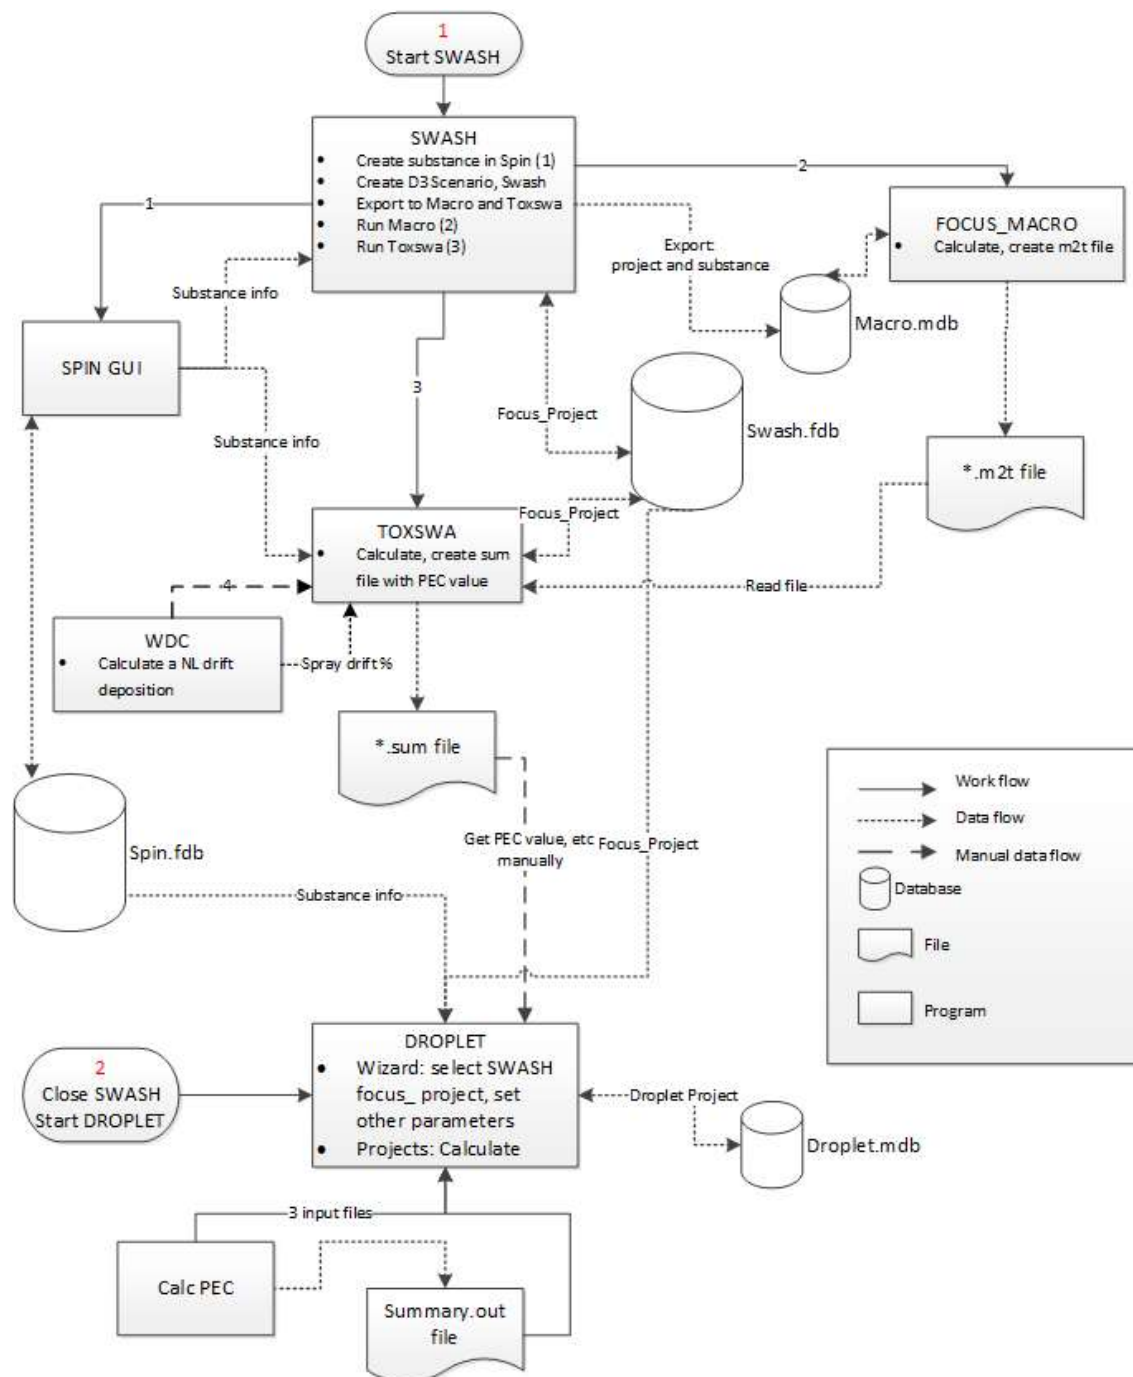 1
Start SWASH
SWASH
• Create substance in Spin (1)
• Create D3 Scenario, Swash
• Export to Macro and Toxswa
• Run Macro (2)
• Run Toxswa (3)
2
1
FOCUS_MACRO
• Calculate, create m2t file
Export:
project and substance
Substance info
Macro.mdb
SPIN GUI
3
Focus_Project
Swash.fdb
Substance info
*.m2t file
Focus_Project
TOXSWA
• Calculate, create sum
file with PEC value
4
Read file
WDC
• Calculate a NL drift
deposition
Spray drift %
*.sum file
Work flow
Data flow
Manual data flow
Database
File
Program
Get PEC value, etc
manually
Focus_Project
Spin.fdb
Substance info
DROPLET
• Wizard: select SWASH
focus_ project, set
other parameters
• Projects: Calculate
2
Close SWASH
Start DROPLET
Droplet Project
Droplet.mdb
3 input files
Calc PEC
Summary.out
file